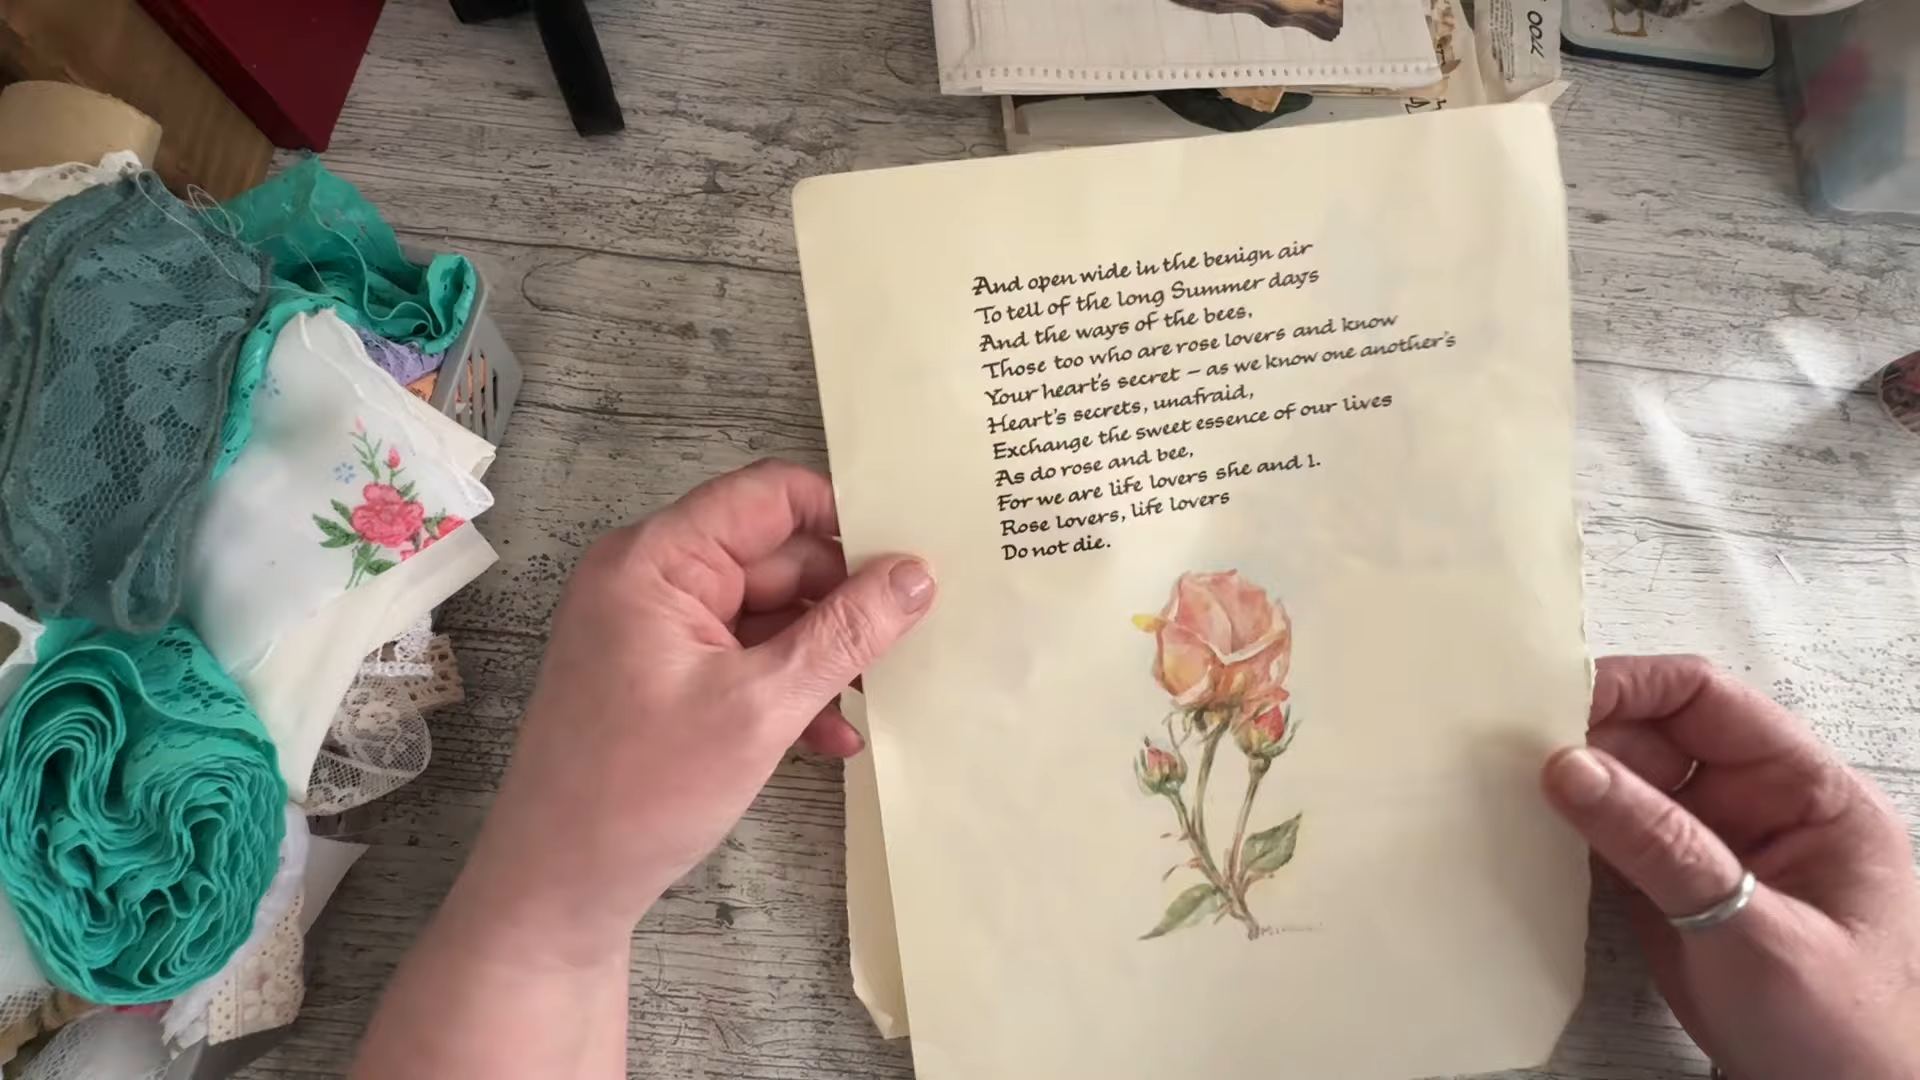 And open wide in the benign air
To tell of the long Summer days
And the ways of the bees,
Those too who are rose lovers and know
Your heart's secret – as we know one another's
Heart's secrets, unafraid,
Exchange the sweet essence of our lives
As do rose and bee,
For we are life lovers she and I.
Rose lovers, life lovers
Do not die.